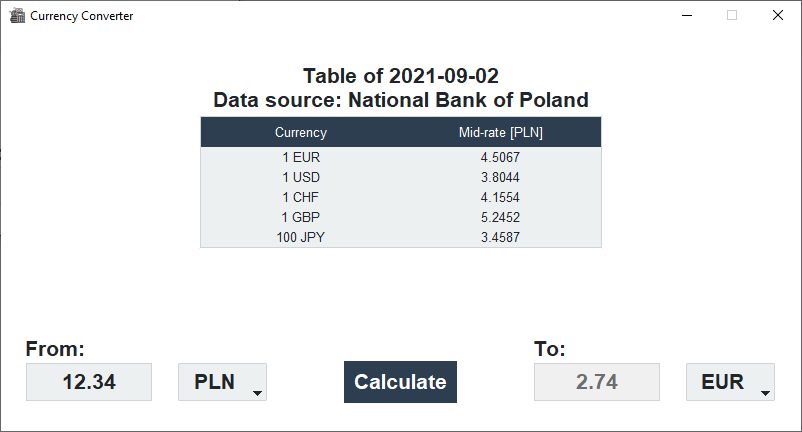 Currency Converter
Table of 2021-09-02
Data source: National Bank of Poland
Currency Mid-rate [PLN]
1 EUR 4.5067
1 USD 3.8044
1 CHF 4.1554
1 GBP 5.2452
100 JPY 3.4587
From: To:
12.34 PLN Calculate 2.74 EUR